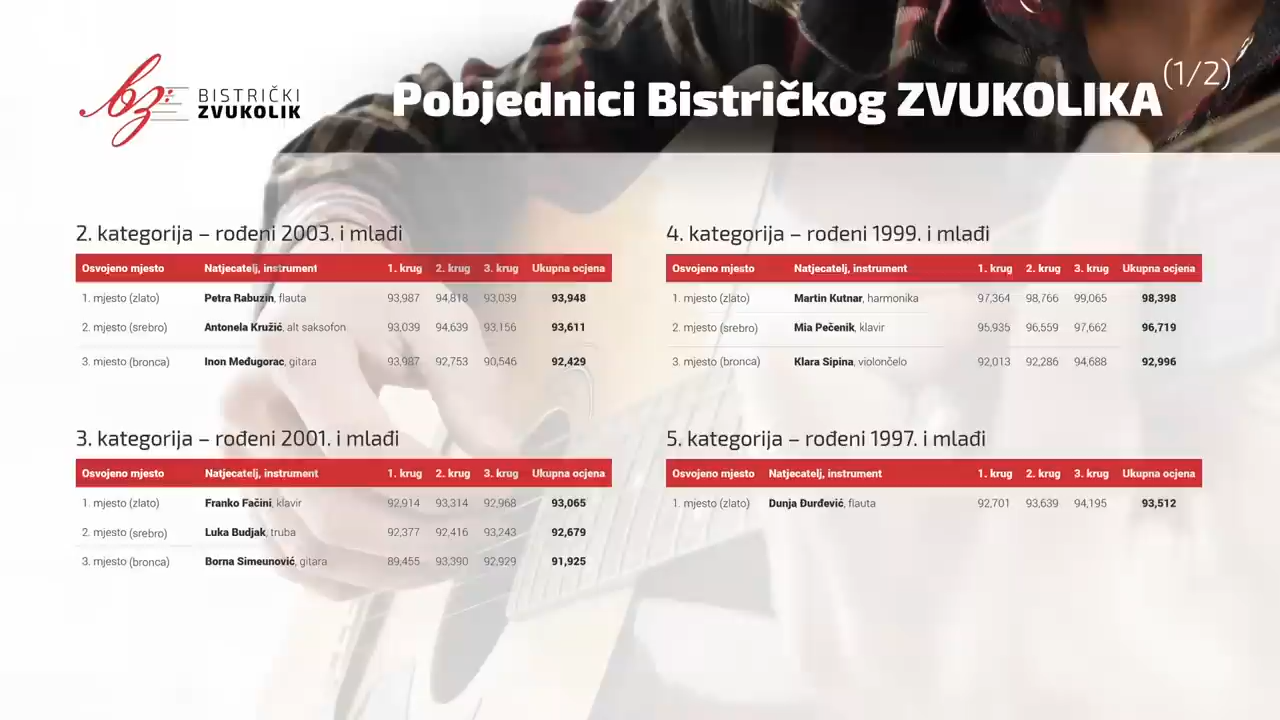 BISTRIČKI
ZVUKOLIK
Pobjednici Bistričkog ZVUKOLIKA (1/2)
2. kategorija – rođeni 2003. i mlađi
Osvojeno mjesto Natjecatelj, instrument 1. krug 2. krug 3. krug Ukupna ocjena
1. mjesto (zlato) Petra Rabuzin, flauta 93,987 94,818 93,039 93,948
2. mjesto (srebro) Antonela Kružić, alt saksofon 93,039 94,639 93,156 93,611
3. mjesto (bronca) Inon Međugorac, gitara 93,987 92,753 90,546 92,429
3. kategorija – rođeni 2001. i mlađi
Osvojeno mjesto Natjecatelj, instrument 1. krug 2. krug 3. krug Ukupna ocjena
1. mjesto (zlato) Franko Fačini, klavir 92,914 93,314 92,968 93,065
2. mjesto (srebro) Luka Budjak, truba 92,377 92,416 93,243 92,679
3. mjesto (bronca) Borna Simeunović, gitara 89,455 93,390 92,929 91,925
4. kategorija – rođeni 1999. i mlađi
Osvojeno mjesto Natjecatelj, instrument 1. krug 2. krug 3. krug Ukupna ocjena
1. mjesto (zlato) Martin Kutnar, harmonika 97,364 98,766 99,065 98,398
2. mjesto (srebro) Mia Pečenik, klavir 95,935 96,559 97,662 96,719
3. mjesto (bronca) Klara Sipina, violončelo 92,013 92,286 94,688 92,996
5. kategorija – rođeni 1997. i mlađi
Osvojeno mjesto Natjecatelj, instrument 1. krug 2. krug 3. krug Ukupna ocjena
1. mjesto (zlato) Dunja Đurđević, flauta 92,701 93,639 94,195 93,512